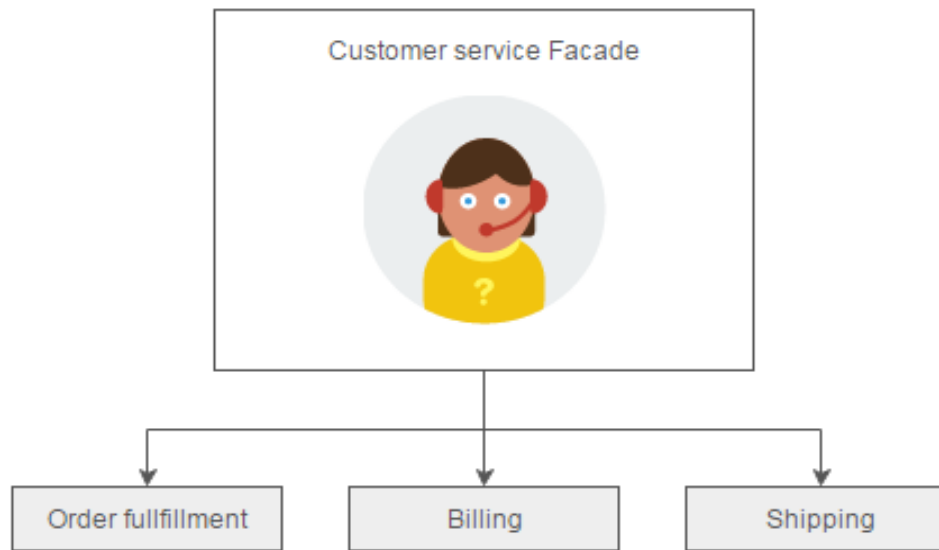 Customer service Facade
?
Order fullfillment
Billing
Shipping